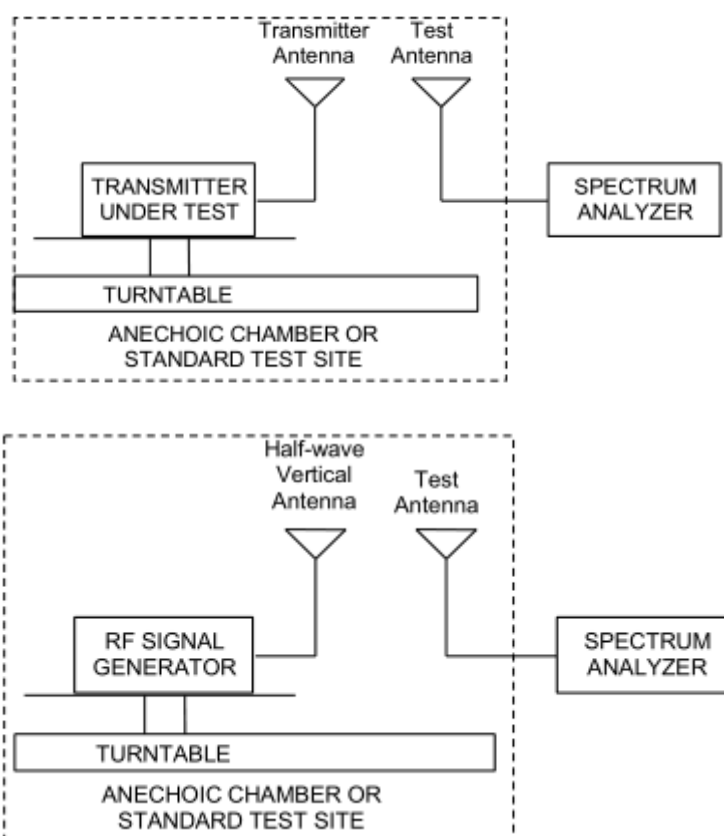 Transmitter
Antenna
Test
Antenna
TRANSMITTER
UNDER TEST
SPECTRUM
ANALYZER
TURNTABLE
ANECHOIC CHAMBER OR
STANDARD TEST SITE
Half-wave
Vertical
Antenna
Test
Antenna
RF SIGNAL
GENERATOR
SPECTRUM
ANALYZER
TURNTABLE
ANECHOIC CHAMBER OR
STANDARD TEST SITE